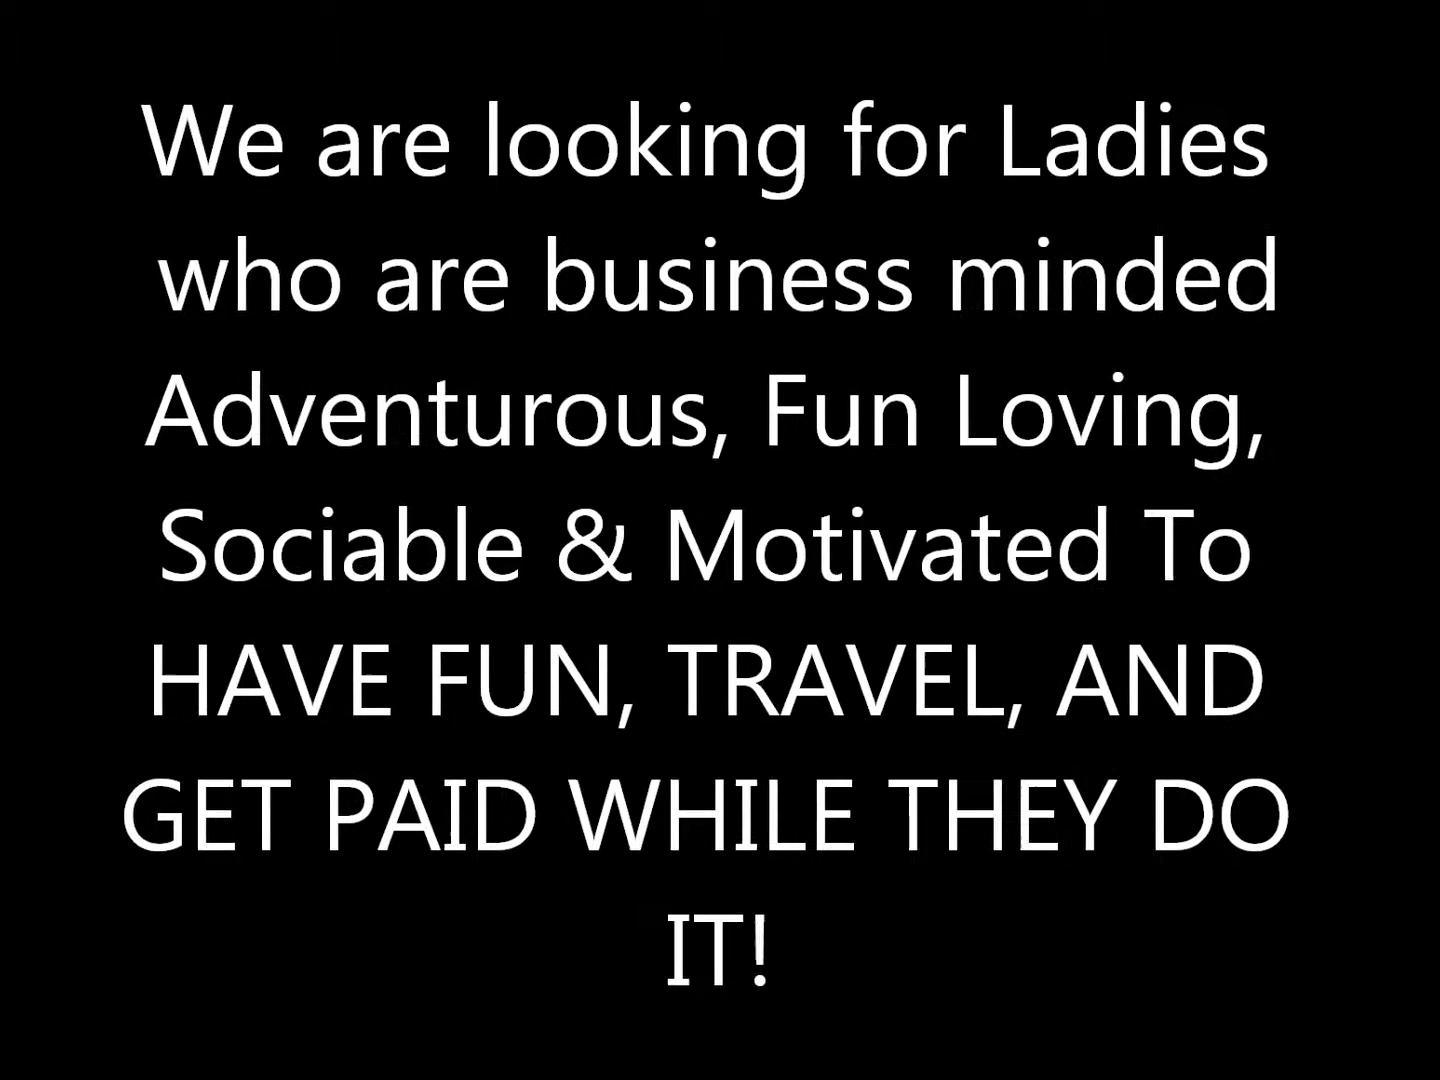 We are looking for Ladies
who are business minded
Adventurous, Fun Loving,
Sociable & Motivated To
HAVE FUN, TRAVEL, AND
GET PAID WHILE THEY DO
IT!